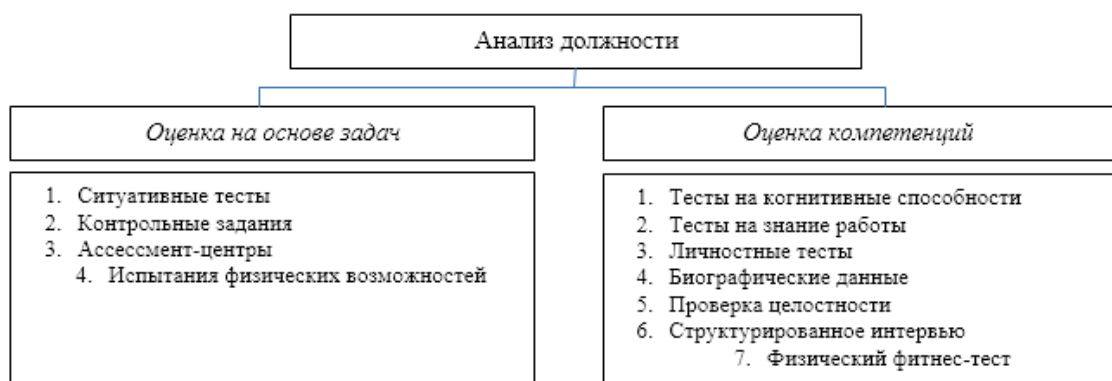 Анализ должности
Оценка на основе задач
1. Ситуативные тесты
2. Контрольные задания
3. Ассессмент-центры
4. Испытания физических возможностей
Оценка компетенций
1. Тесты на когнитивные способности
2. Тесты на знание работы
3. Личностные тесты
4. Биографические данные
5. Проверка целостности
6. Структурированное интервью
7. Физический фитнес-тест